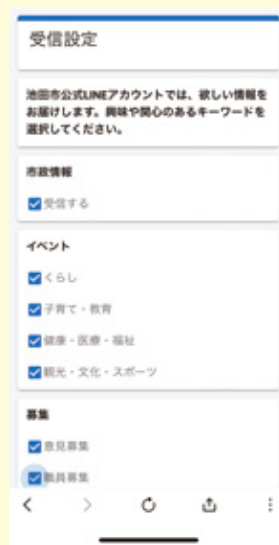 受信設定
池田市公式LINEアカウントでは、欲しい情報を
お届けします。興味や関心のあるキーワードを
選択してください。
市政情報
受信する
イベント
くらし
子育て・教育
健康・医療・福祉
観光・文化・スポーツ
募集
意見募集
職員募集